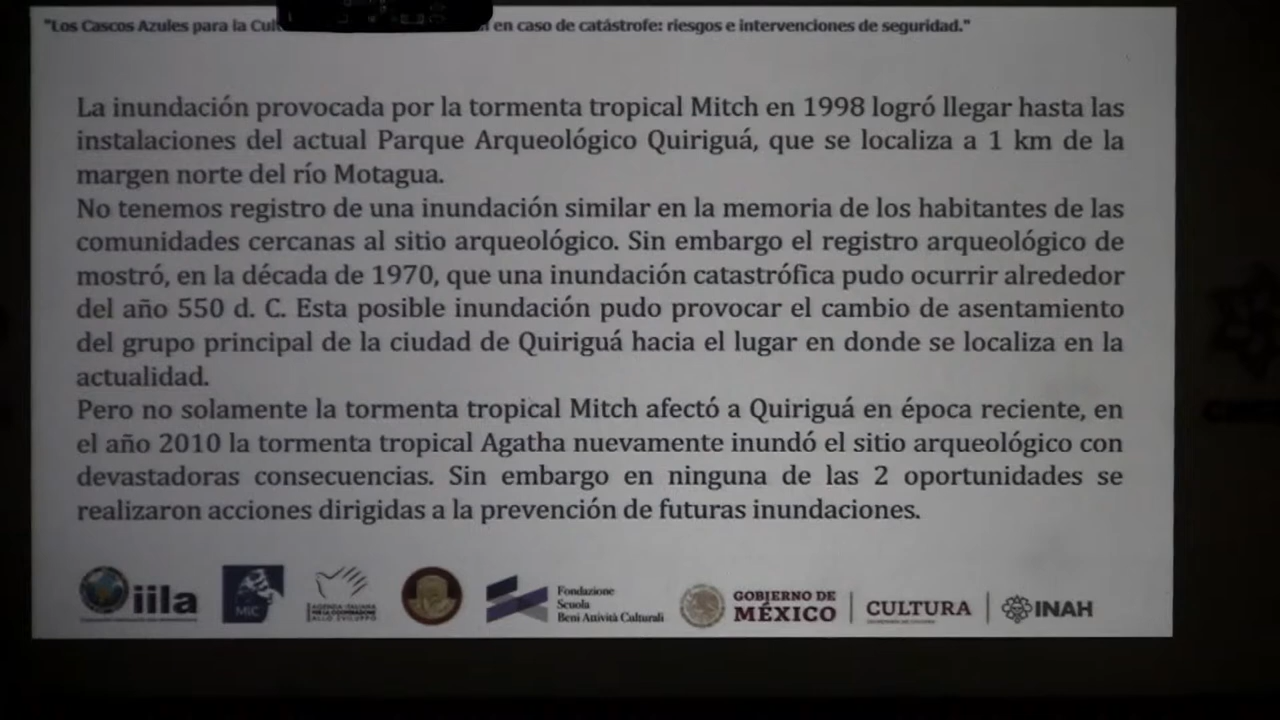 "Los Cascos Azules para la en caso de catástrofe: riesgos e intervenciones de seguridad."
La inundación provocada por la tormenta tropical Mitch en 1998 logró llegar hasta las
instalaciones del actual Parque Arqueológico Quiriguá, que se localiza a 1 km de la
margen norte del río Motagua.
No tenemos registro de una inundación similar en la memoria de los habitantes de las
comunidades cercanas al sitio arqueológico. Sin embargo el registro arqueológico de
mostró, en la década de 1970, que una inundación catastrófica pudo ocurrir alrededor
del año 550 d. C. Esta posible inundación pudo provocar el cambio de asentamiento
del grupo principal de la ciudad de Quiriguá hacia el lugar en donde se localiza en la
actualidad.
Pero no solamente la tormenta tropical Mitch afectó a Quiriguá en época reciente, en
el año 2010 la tormenta tropical Agatha nuevamente inundó el sitio arqueológico con
devastadoras consecuencias. Sin embargo en ninguna de las 2 oportunidades se
realizaron acciones dirigidas a la prevención de futuras inundaciones.
iila
MiC
AGENZIA ITALIANA
PER LA COOPERAZIONE
ALLO SVILUPPO
Fondazione
Scuola
Beni Attività Culturali
GOBIERNO DE
MÉXICO
CULTURA
INAH